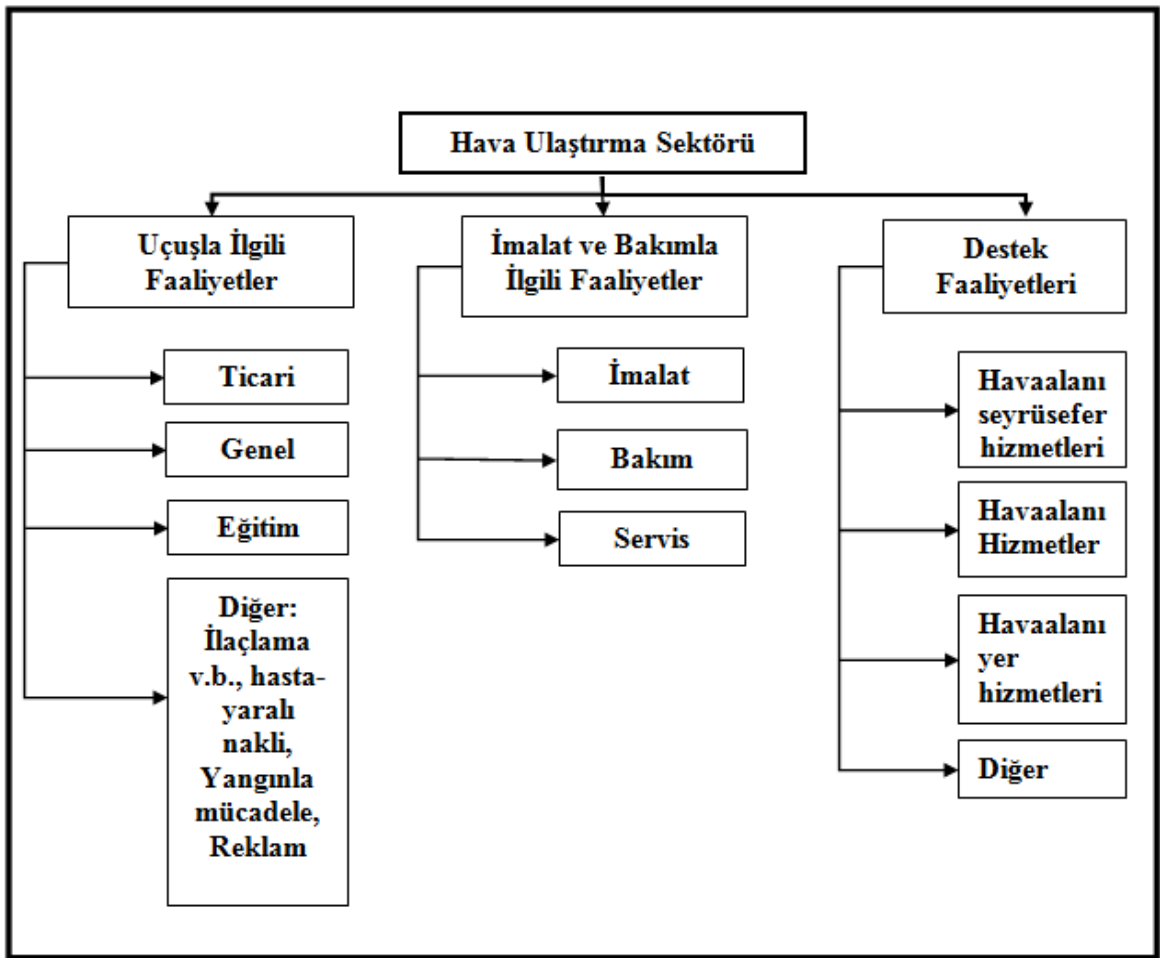 Hava Ulaştırma Sektörü
Uçuşla İlgili
Faaliyetler
Ticari
Genel
Eğitim
Diğer:
İlaçlama
v.b., hasta-
yaralı
nakli,
Yangınla
mücadele,
Reklam
İmalat ve Bakımla
İlgili Faaliyetler
İmalat
Bakım
Servis
Destek
Faaliyetleri
Havaalanı
seyrüsefer
hizmetleri
Havaalanı
Hizmetler
Havaalanı
yer
hizmetleri
Diğer